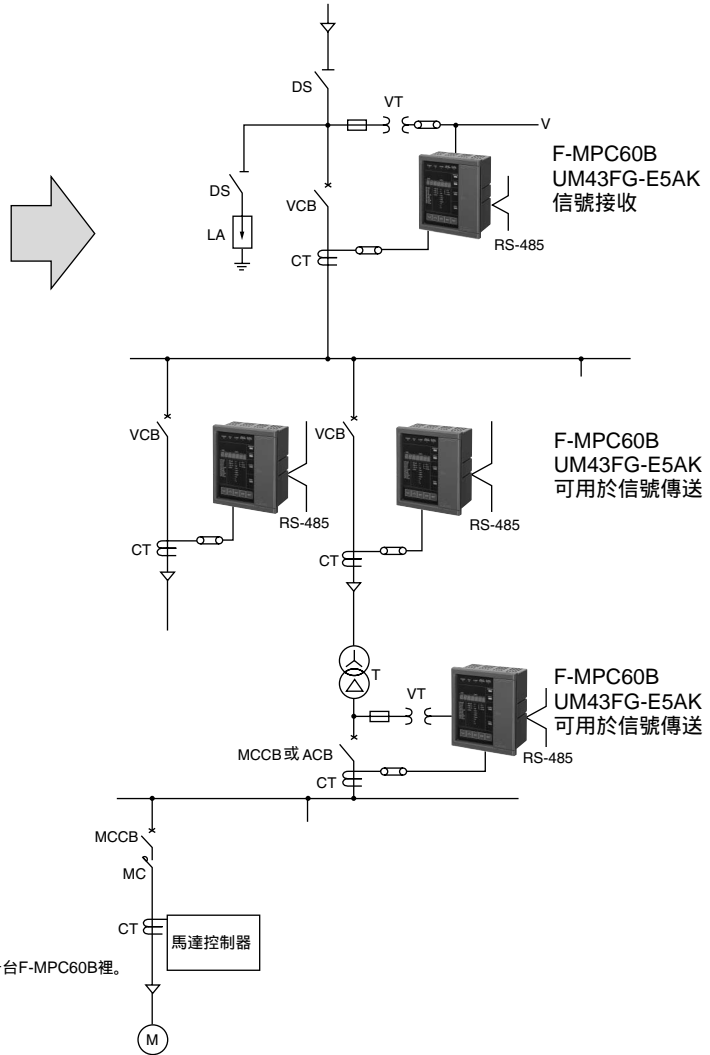 DS
VT
V
F-MPC60B
UM43FG-E5AK
信號接收
DS
VCB
LA
RS-485
CT
VCB
VCB
F-MPC60B
UM43FG-E5AK
可用於信號傳送
RS-485
RS-485
CT
CT
T
VT
F-MPC60B
UM43FG-E5AK
可用於信號傳送
MCCB或 ACB
RS-485
CT
MCCB
MC
CT
馬達控制器
台F-MPC60B裡。
M